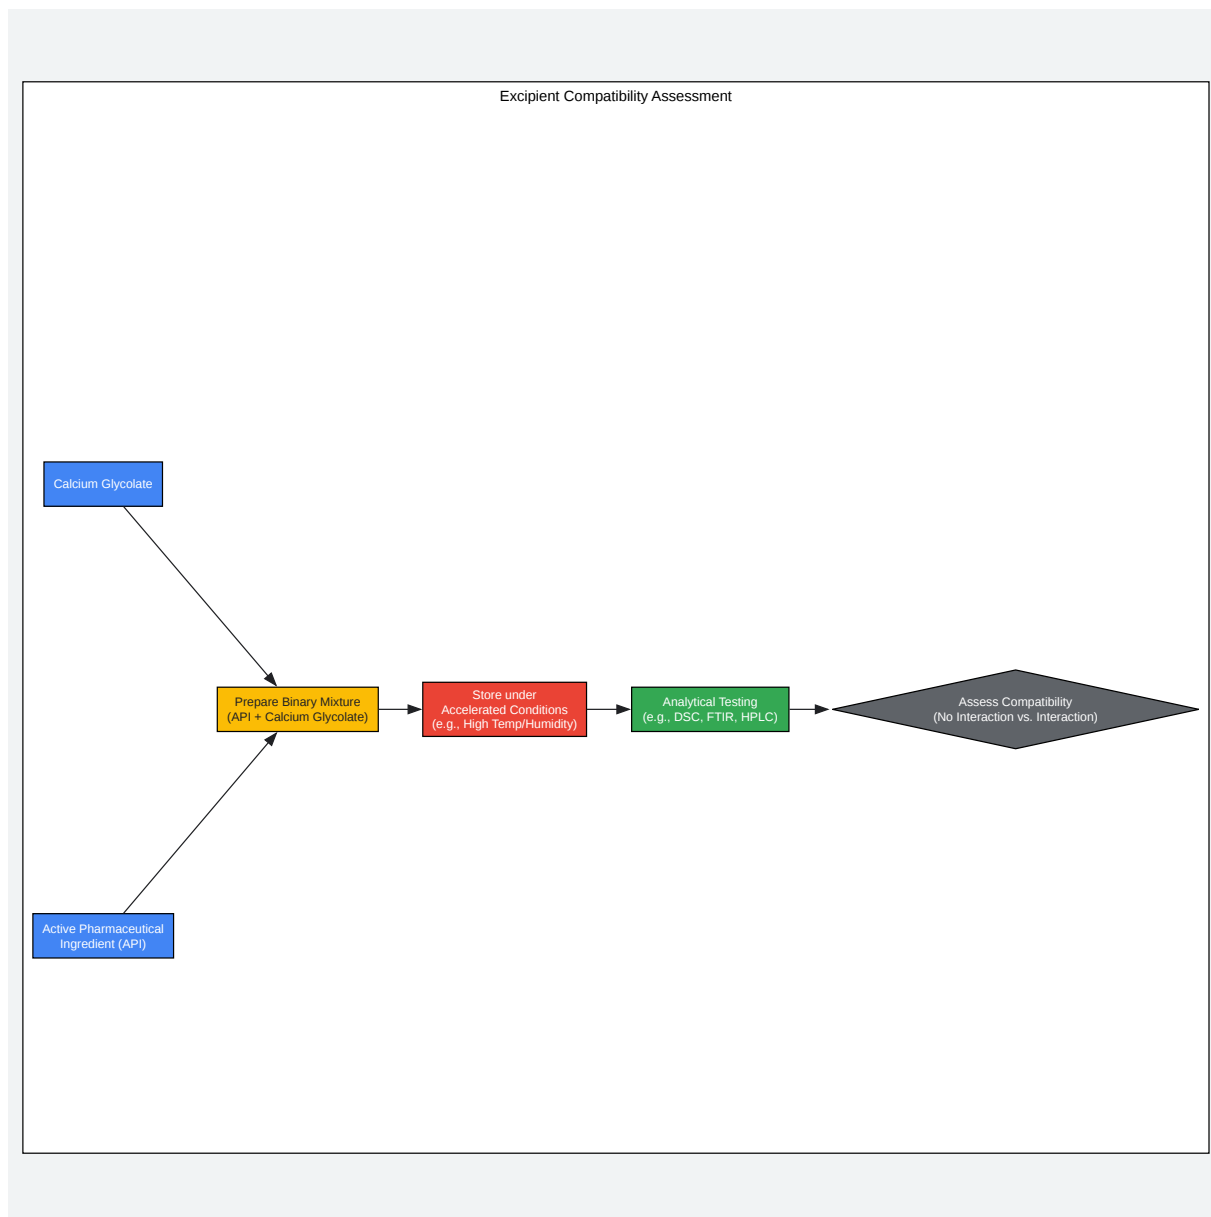 Excipient Compatibility Assessment
Calcium Glycolate
Prepare Binary Mixture
(API + Calcium Glycolate)
Store under
Accelerated Conditions
(e.g., High Temp/Humidity)
Analytical Testing
(e.g., DSC, FTIR, HPLC)
Assess Compatibility
(No Interaction vs. Interaction)
Active Pharmaceutical
Ingredient (API)